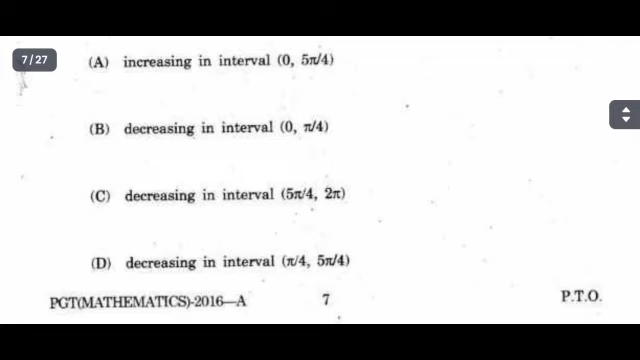 7/27
(A) increasing in interval (0, 5π/4)
(B) decreasing in interval (0, π/4)
(C) decreasing in interval (5π/4, 2π)
(D) decreasing in interval (π/4, 5π/4)
PGT(MATHEMATICS)-2016—A 7 P.T.O.